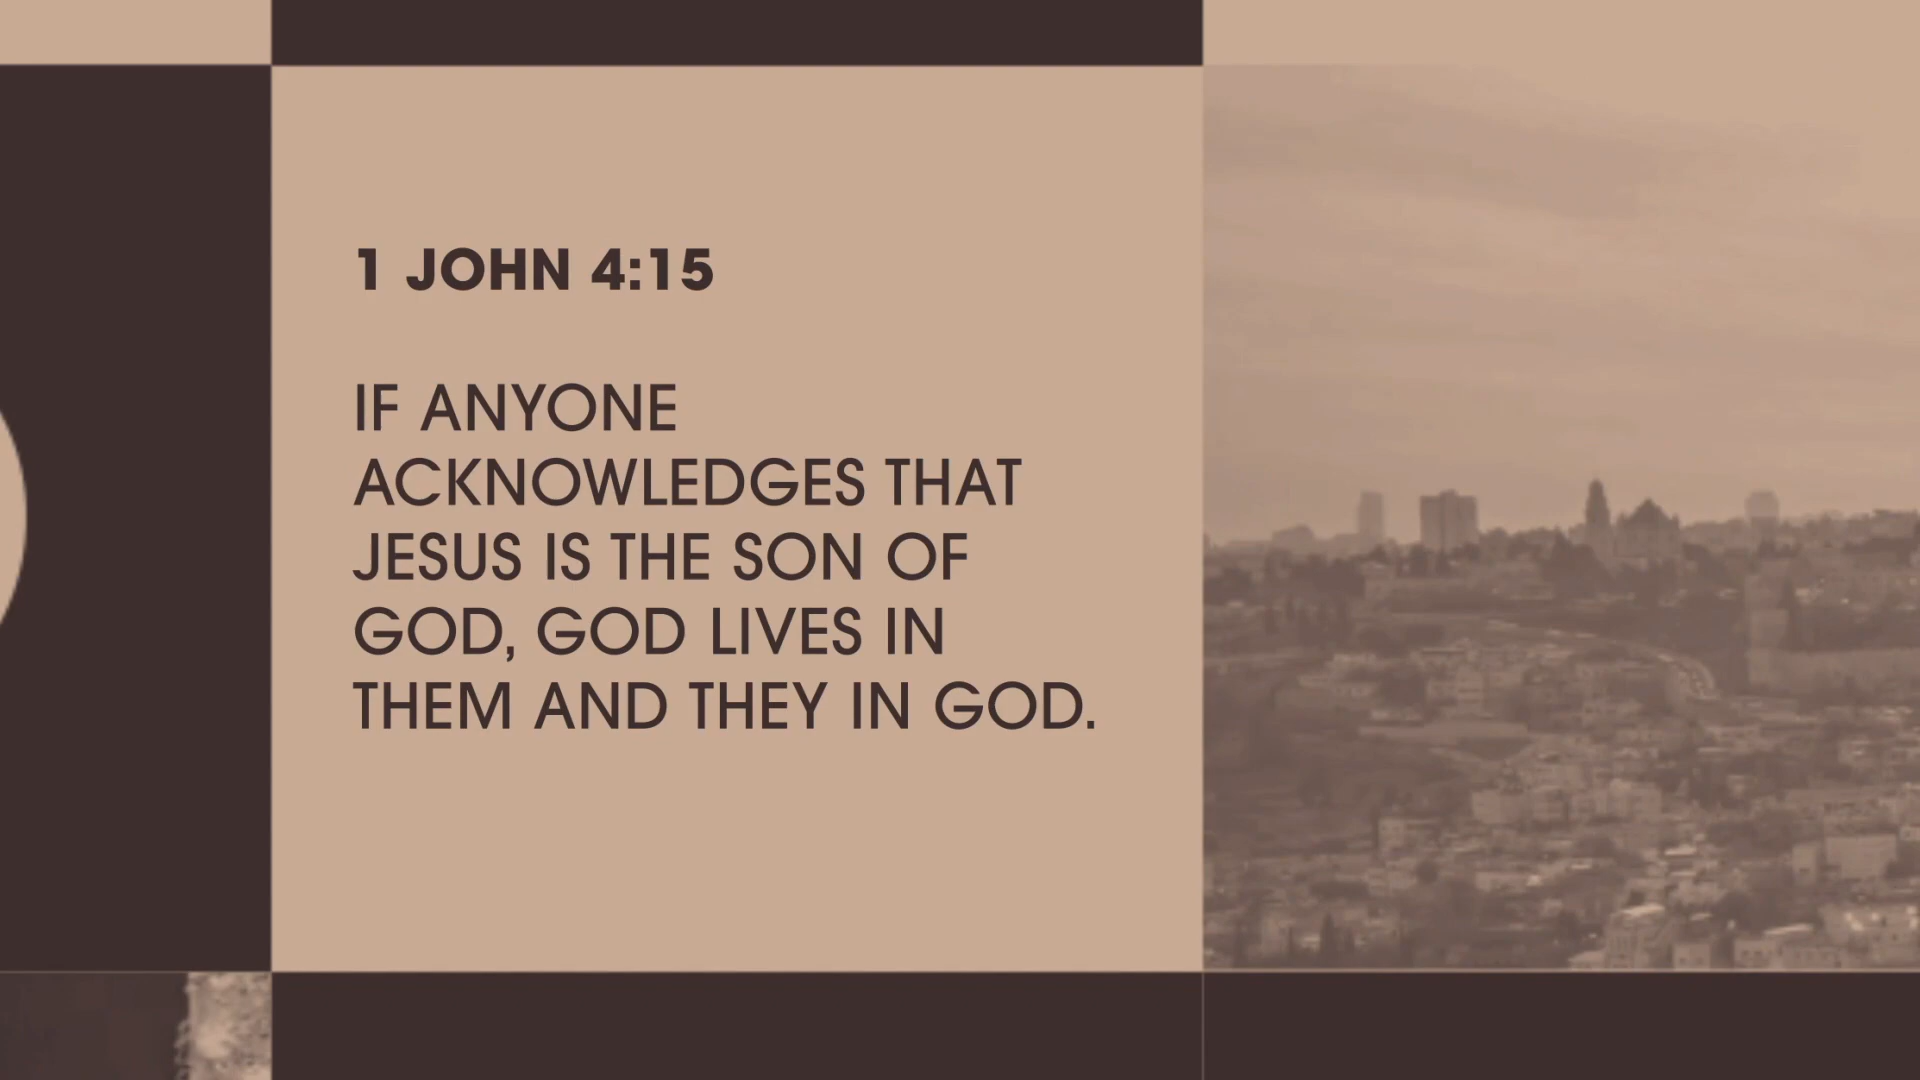 1 JOHN 4:15
IF ANYONE
ACKNOWLEDGES THAT
JESUS IS THE SON OF
GOD, GOD LIVES IN
THEM AND THEY IN GOD.